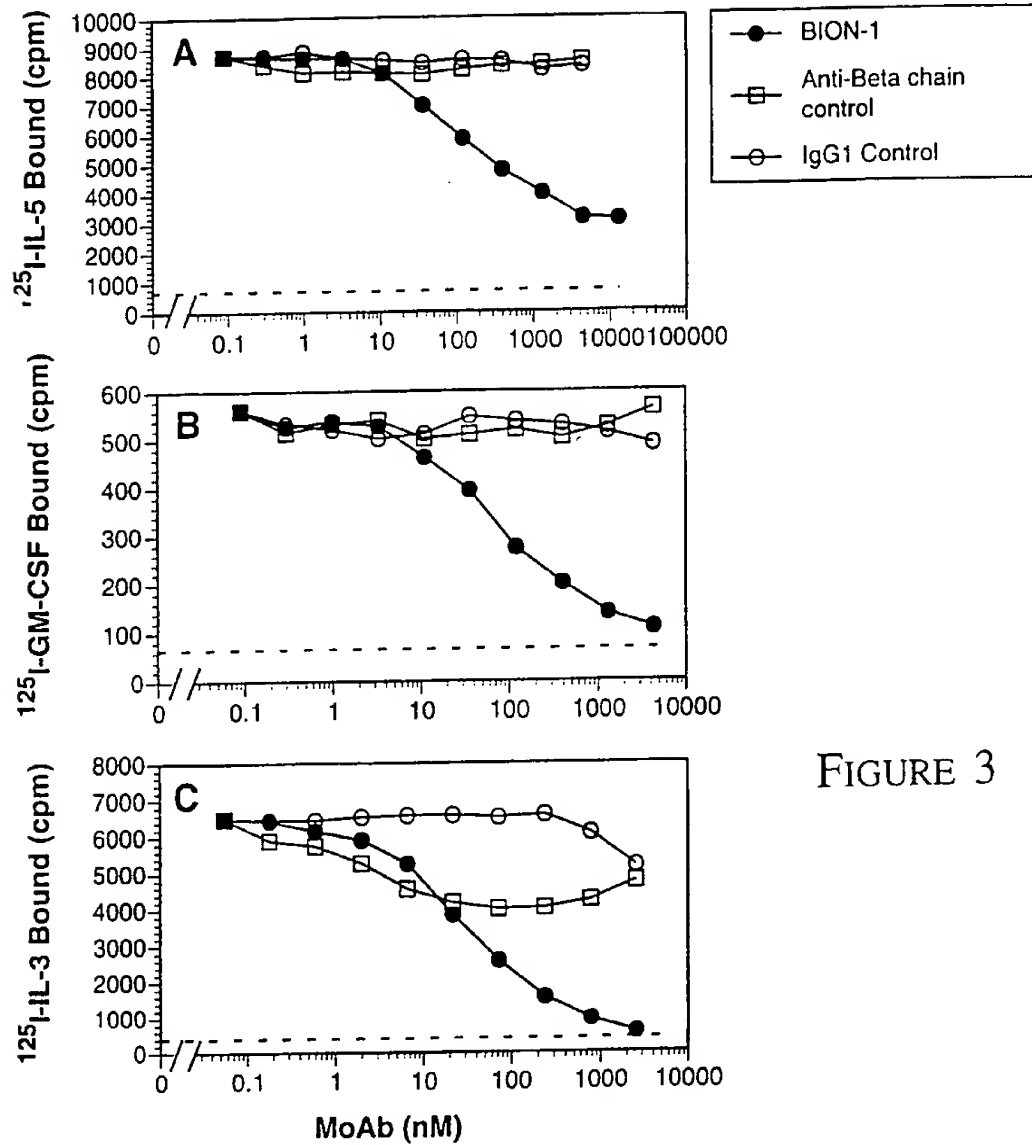 BION-1
Anti-Beta chain
control
IgG1 Control
A
'25I-IL-5 Bound (cpm)
10000
9000
8000
7000
6000
5000
4000
3000
2000
1000
0
0 0.1 1 10 100 1000 10000 100000
B
125I-GM-CSF Bound (cpm)
600
500
400
300
200
100
0
0 0.1 1 10 100 1000 10000
C
125I-IL-3 Bound (cpm)
8000
7000
6000
5000
4000
3000
2000
1000
0
0 0.1 1 10 100 1000 10000
MoAb (nM)
FIGURE 3